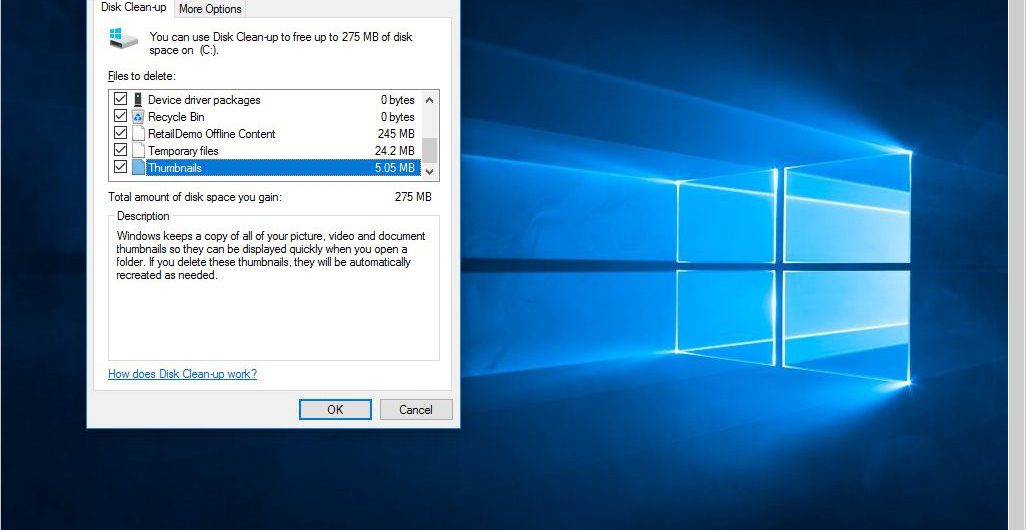 Disk Clean-up More Options
You can use Disk Clean-up to free up to 275 MB of disk
space on (C:).
Files to delete:
Device driver packages 0 bytes
Recycle Bin 0 bytes
RetailDemo Offline Content 245 MB
Temporary files 24.2 MB
Thumbnails 5.05 MB
Total amount of disk space you gain: 275 MB
Description
Windows keeps a copy of all of your picture, video and document
thumbnails so they can be displayed quickly when you open a
folder. If you delete these thumbnails, they will be automatically
recreated as needed.
How does Disk Clean-up work?
OK Cancel